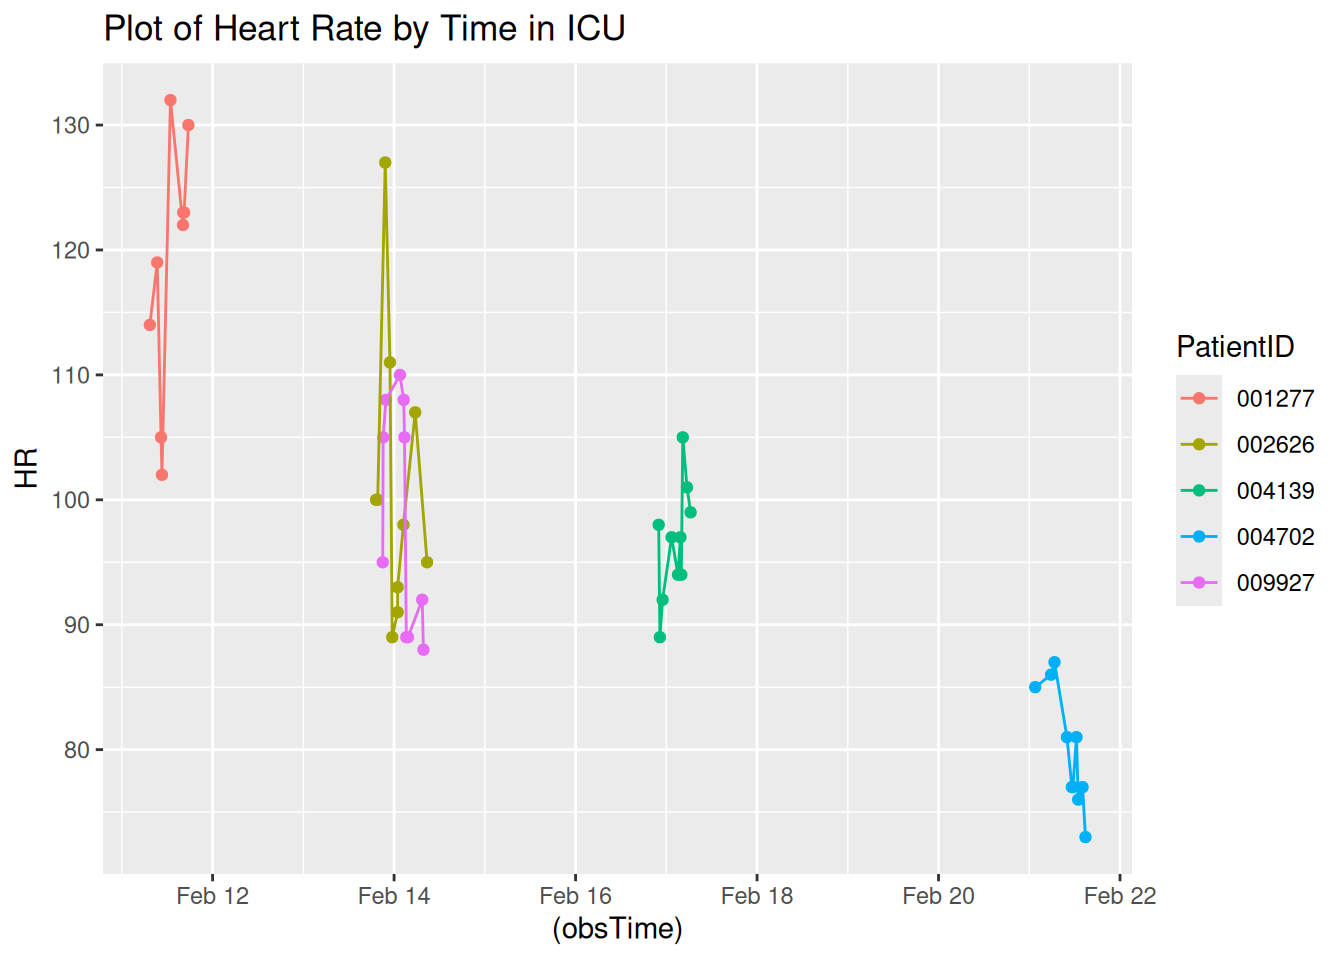 Plot of Heart Rate by Time in ICU
130
120
110
100
90
80
HR
Feb 12 Feb 14 Feb 16 Feb 18 Feb 20 Feb 22
(obsTime)
PatientID
001277
002626
004139
004702
009927